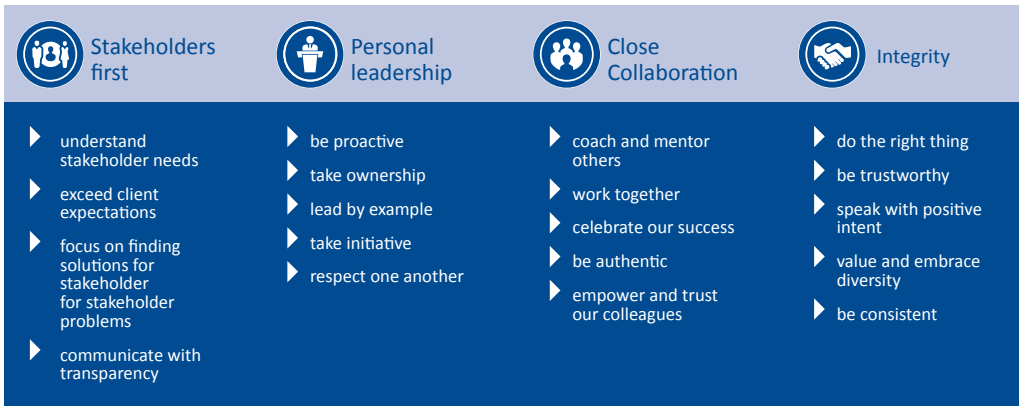 Stakeholders
first
Personal
leadership
Close
Collaboration
Integrity
understand
stakeholder needs
exceed client
expectations
focus on finding
solutions for
stakeholder
for stakeholder
problems
communicate with
transparency
be proactive
take ownership
lead by example
take initiative
respect one another
coach and mentor
others
work together
celebrate our success
be authentic
empower and trust
our colleagues
do the right thing
be trustworthy
speak with positive
intent
value and embrace
diversity
be consistent